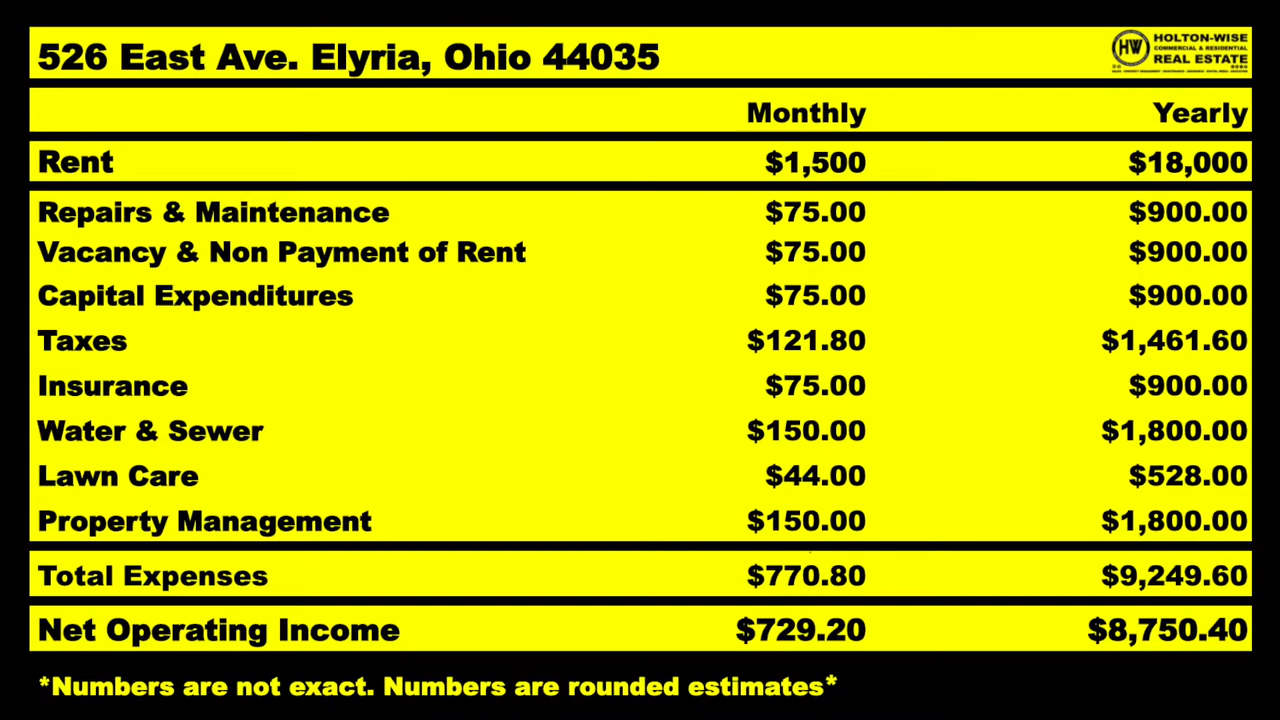 526 East Ave. Elyria, Ohio 44035
HW
HOLTON-WISE
COMMERCIAL & RESIDENTIAL
REAL ESTATE
Monthly Yearly
Rent $1,500 $18,000
Repairs & Maintenance $75.00 $900.00
Vacancy & Non Payment of Rent $75.00 $900.00
Capital Expenditures $75.00 $900.00
Taxes $121.80 $1,461.60
Insurance $75.00 $900.00
Water & Sewer $150.00 $1,800.00
Lawn Care $44.00 $528.00
Property Management $150.00 $1,800.00
Total Expenses $770.80 $9,249.60
Net Operating Income $729.20 $8,750.40
*Numbers are not exact. Numbers are rounded estimates*